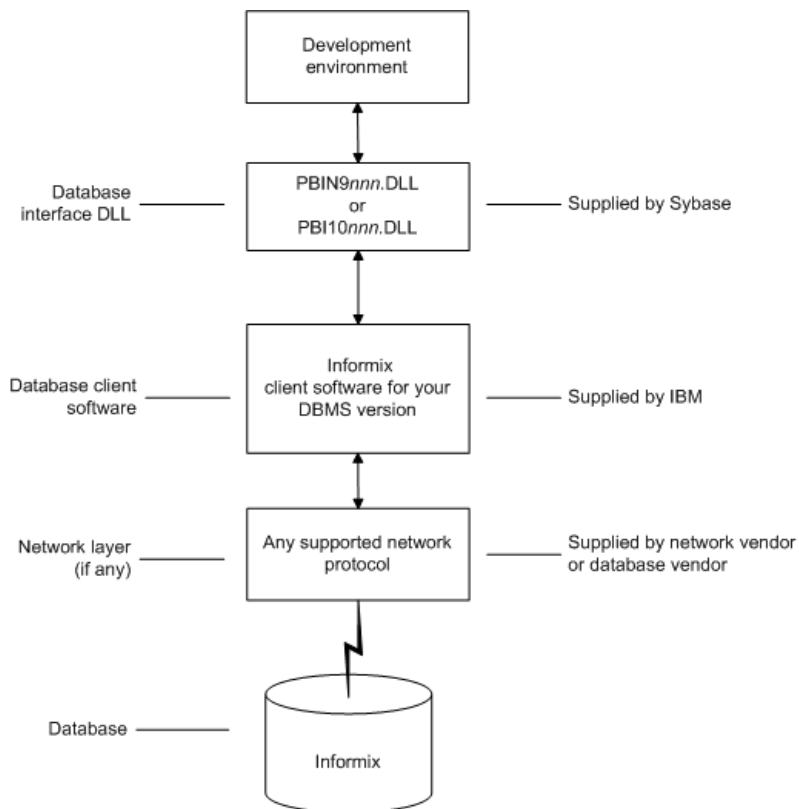 Development
environment
Database
interface DLL
PBIN9nnn.DLL
or
PBI10nnn.DLL
Supplied by Sybase
Database client
software
Informix
client software for your
DBMS version
Supplied by IBM
Network layer
(if any)
Any supported network
protocol
Supplied by network vendor
or database vendor
Database
Informix